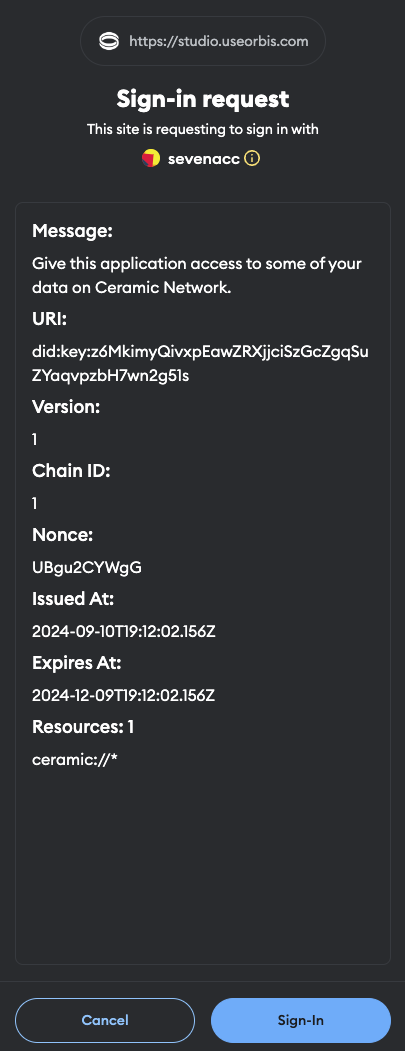 https://studio.useorbis.com
Sign-in request
This site is requesting to sign in with
sevenacc
Message:
Give this application access to some of your
data on Ceramic Network.
URI:
did:key:z6MkimyQivxpEawZRXjjciSzGcZgqSu
ZYaqvpzbH7wn2g51s
Version:
1
Chain ID:
1
Nonce:
UBgu2CYWgG
Issued At:
2024-09-10T19:12:02.156Z
Expires At:
2024-12-09T19:12:02.156Z
Resources: 1
ceramic://*
Cancel
Sign-In